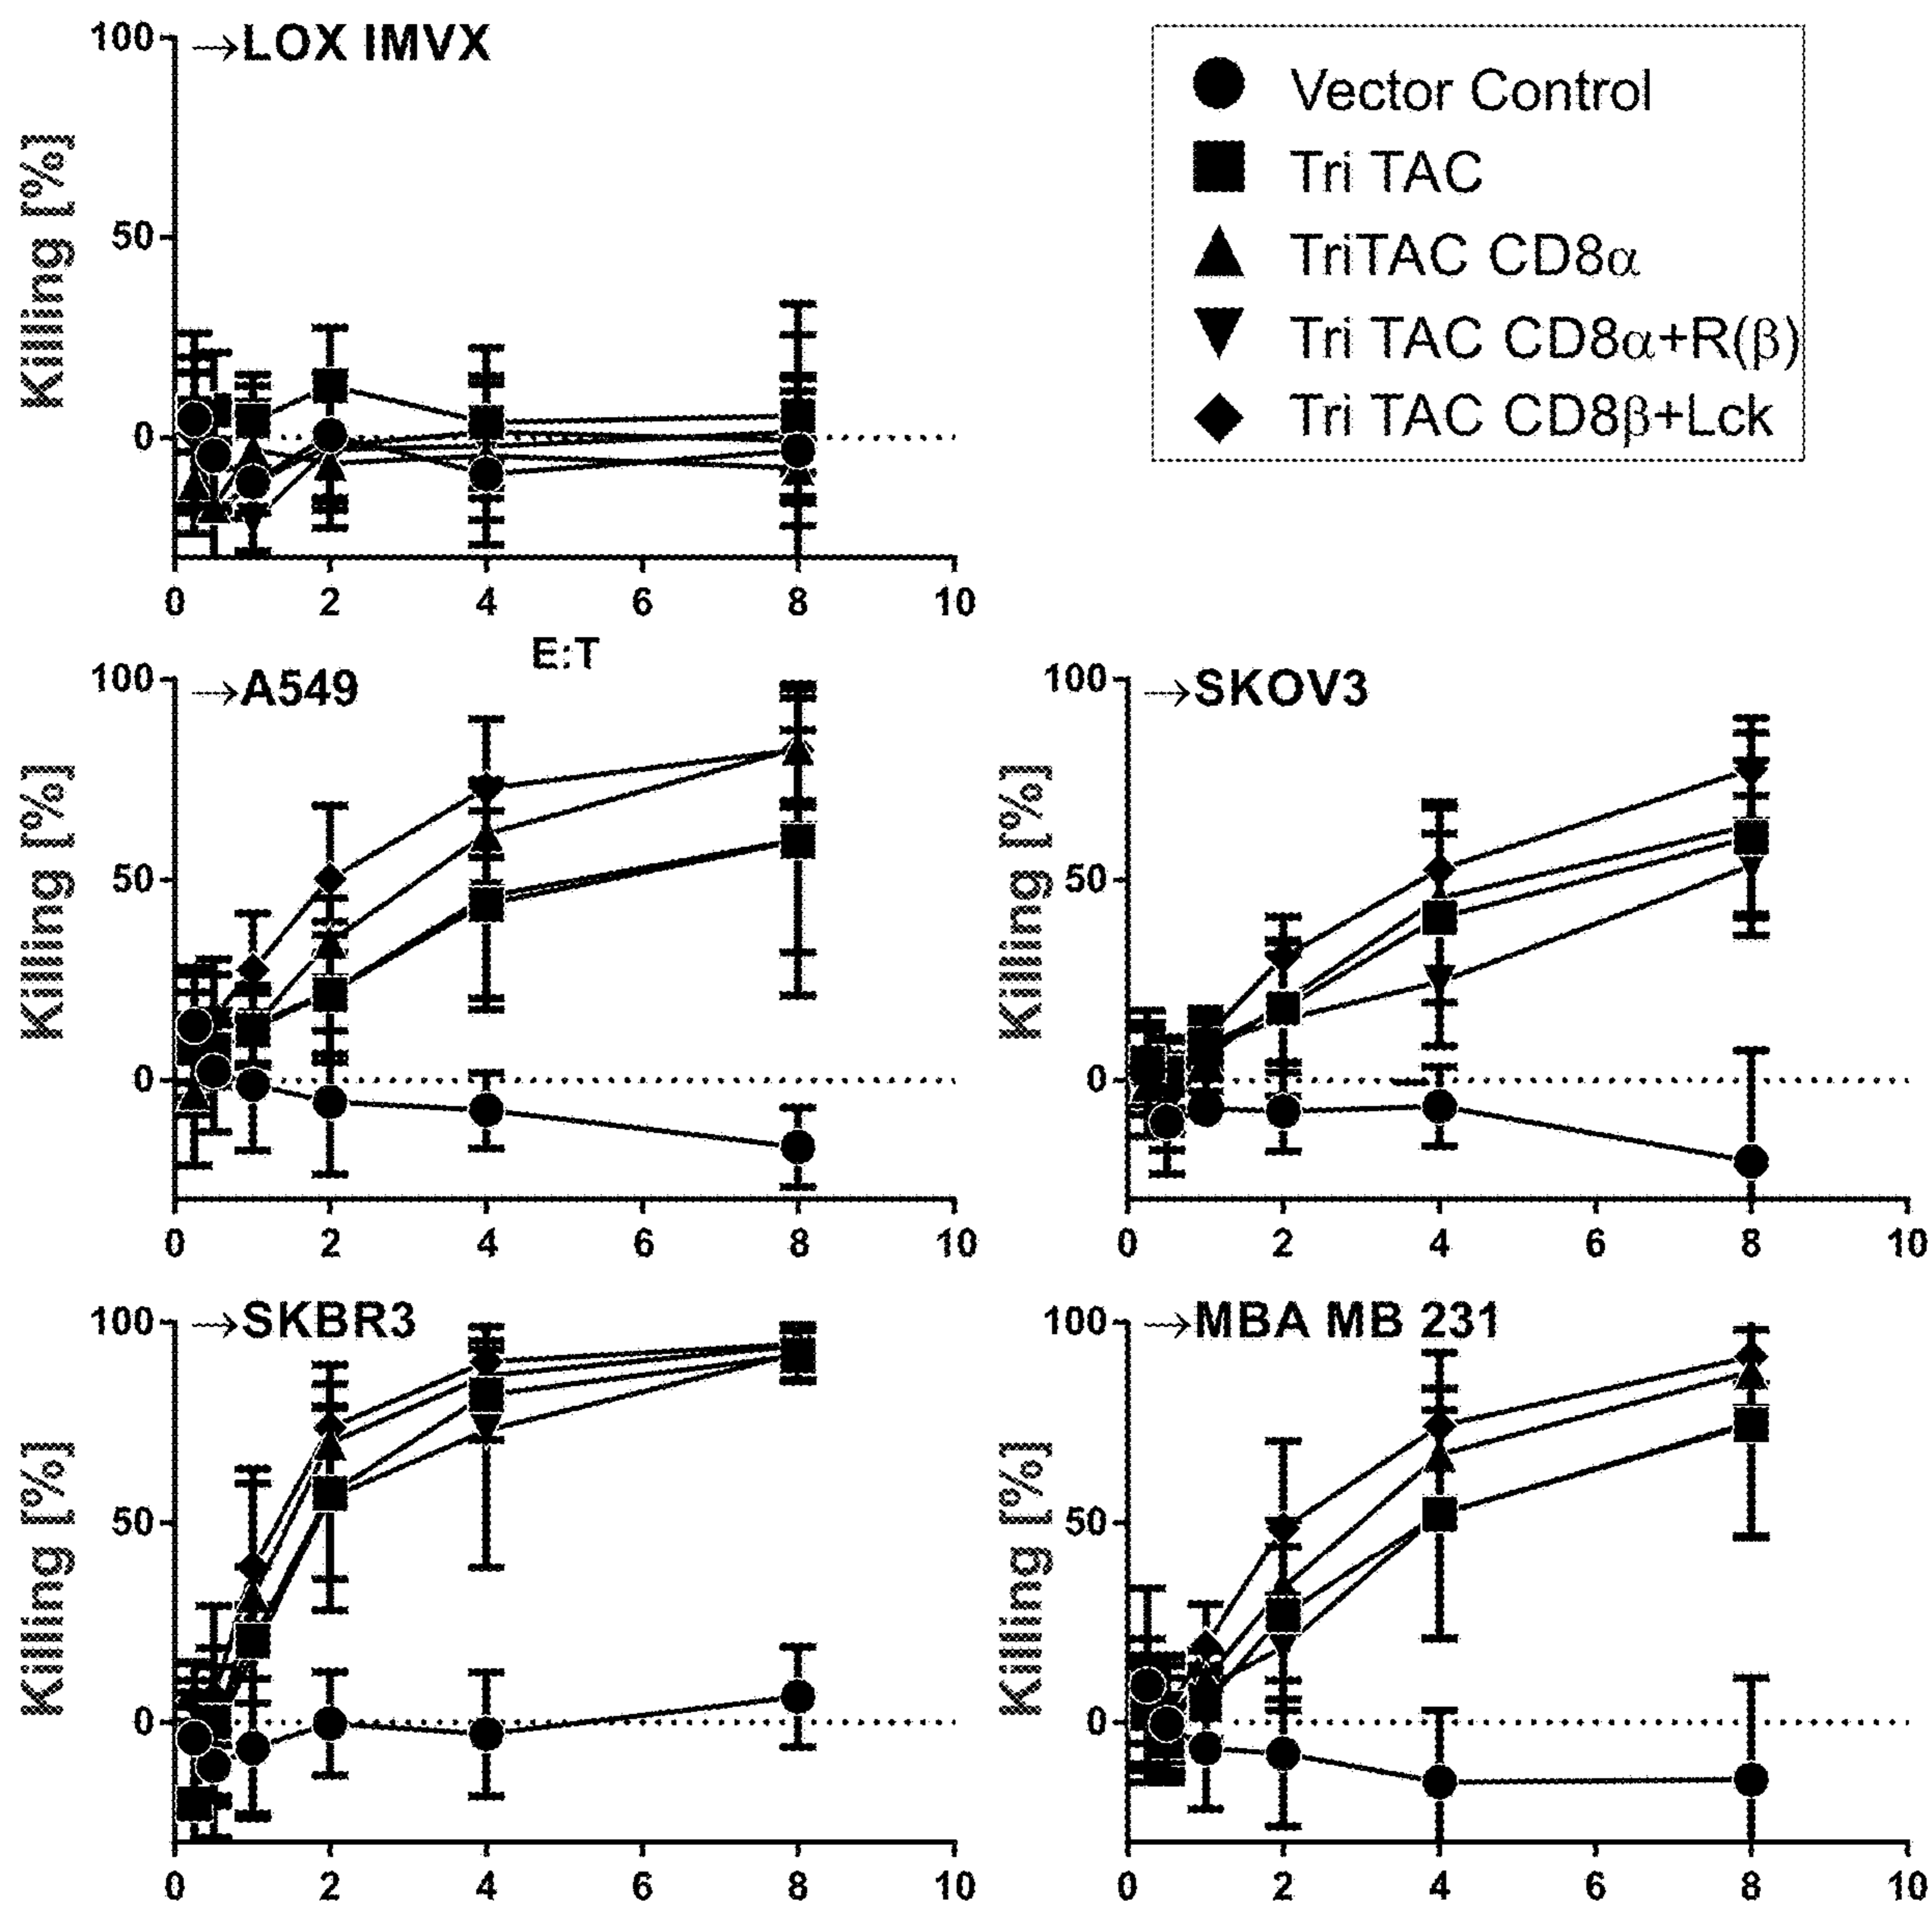 100
→LOX IMVX
Killing [%]
50
0
0 2 4 6 8 10
E:T
Vector Control
Tri TAC
TriTAC CD8α
Tri TAC CD8α+R(β)
Tri TAC CD8β+Lck
100
→A549
Killing [%]
50
0
0 2 4 6 8 10
100
→SKOV3
Killing [%]
50
0
0 2 4 6 8 10
100
→SKBR3
Killing [%]
50
0
0 2 4 6 8 10
100
→MBA MB 231
Killing [%]
50
0
0 2 4 6 8 10